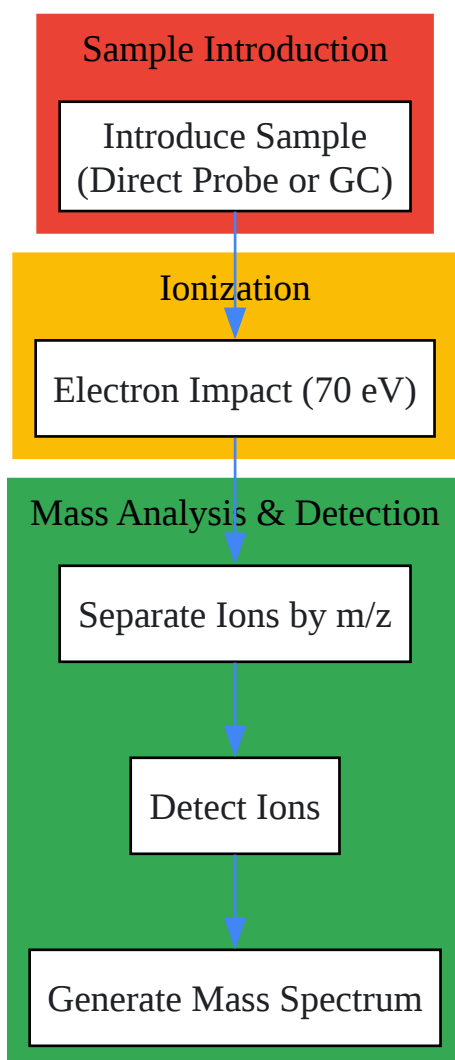 Sample Introduction
Introduce Sample
(Direct Probe or GC)
Ionization
Electron Impact (70 eV)
Mass Analysis & Detection
Separate Ions by m/z
Detect Ions
Generate Mass Spectrum